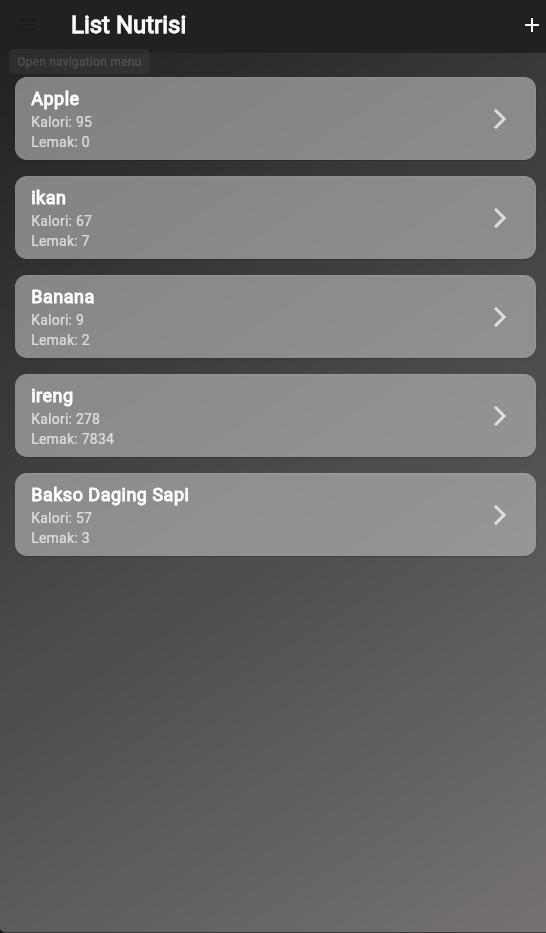 List Nutrisi
Open navigation menu
Apple
Kalori: 95
Lemak: 0
ikan
Kalori: 67
Lemak: 7
Banana
Kalori: 9
Lemak: 2
ireng
Kalori: 278
Lemak: 7834
Bakso Daging Sapi
Kalori: 57
Lemak: 3